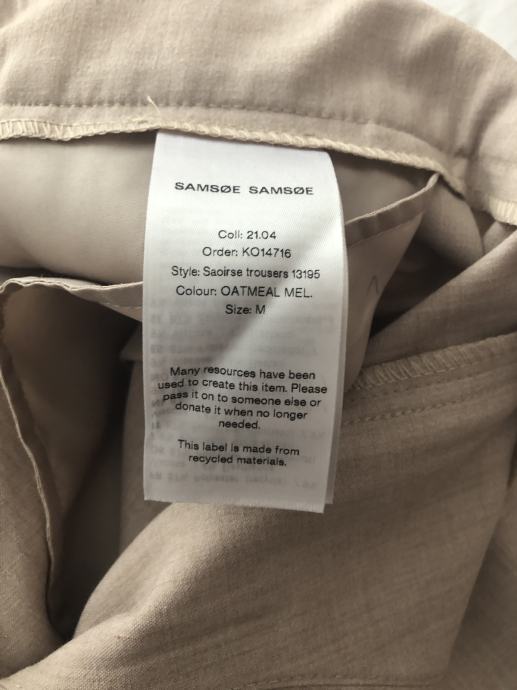 SAMSØE SAMSØE
Coll: 21.04
Order: KO14716
Style: Saoirse trousers 13195
Colour: OATMEAL MEL.
Size: M
Many resources have been
used to create this item. Please
pass it on to someone else or
donate it when no longer
needed.
This label is made from
recycled materials.